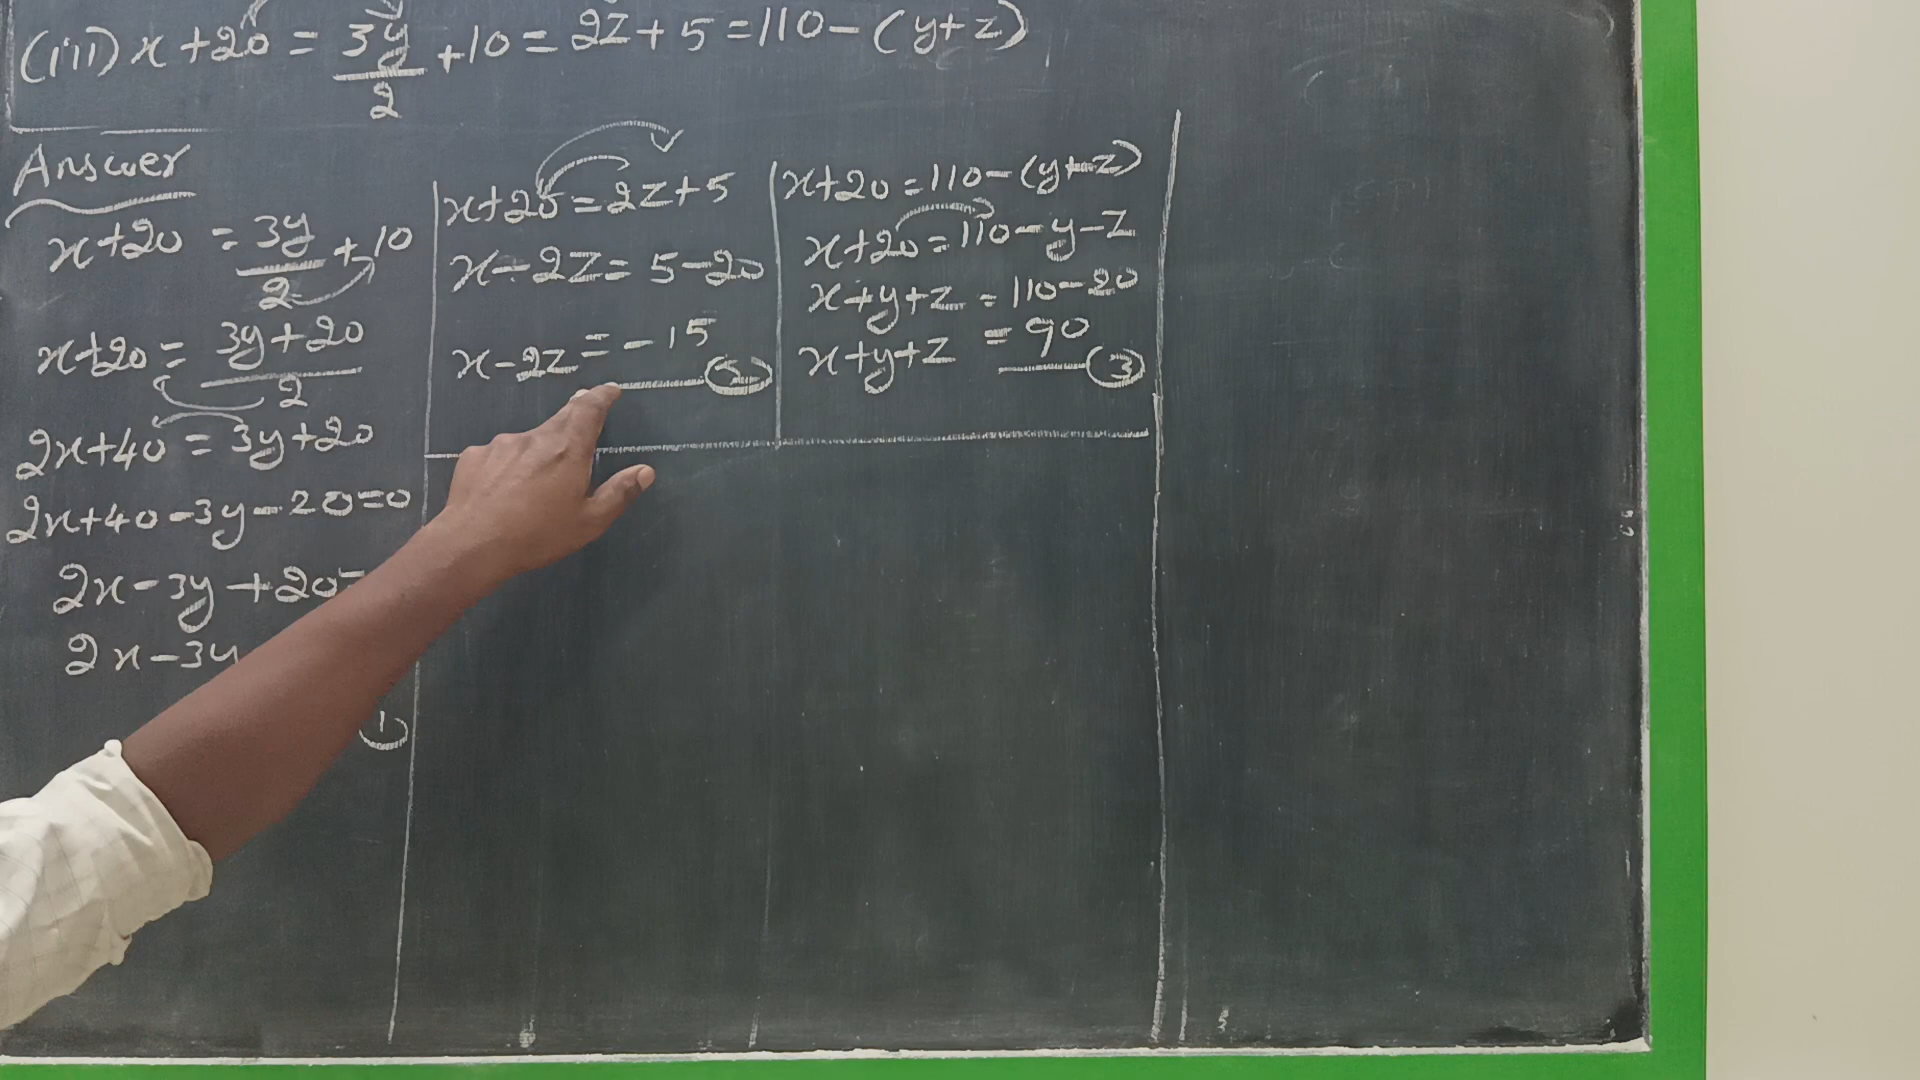 (iii) x+20 = 3y/2 +10 = 2z+5 = 110-(y+z)
Answer
x+20 = 3y/2 +10
x+20 = 3y+20/2
2x+40 = 3y+20
2x+40-3y-20=0
2x-3y+20=
2x-3y
①
x+20=2z+5
x-2z=5-20
x-2z=-15 ②
x+20=110-(y+z)
x+20=110-y-z
x+y+z=110-20
x+y+z=90 ③